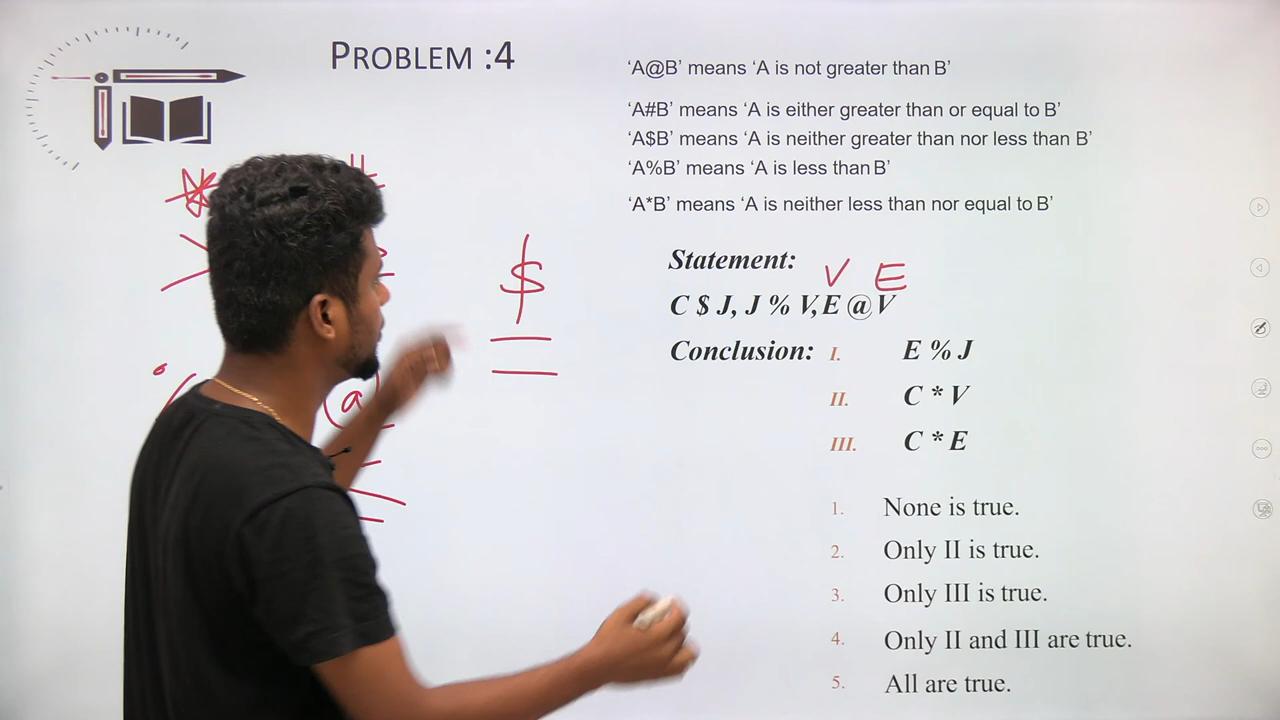 PROBLEM :4
‘A@B’ means ‘A is not greater than B’
‘A#B’ means ‘A is either greater than or equal to B’
‘A$B’ means ‘A is neither greater than nor less than B’
‘A%B’ means ‘A is less than B’
‘A*B’ means ‘A is neither less than nor equal to B’
$
=
Statement:
V E
C $ J, J % V,E @ V
Conclusion: I. E % J
II. C * V
III. C * E
1. None is true.
2. Only II is true.
3. Only III is true.
4. Only II and III are true.
5. All are true.